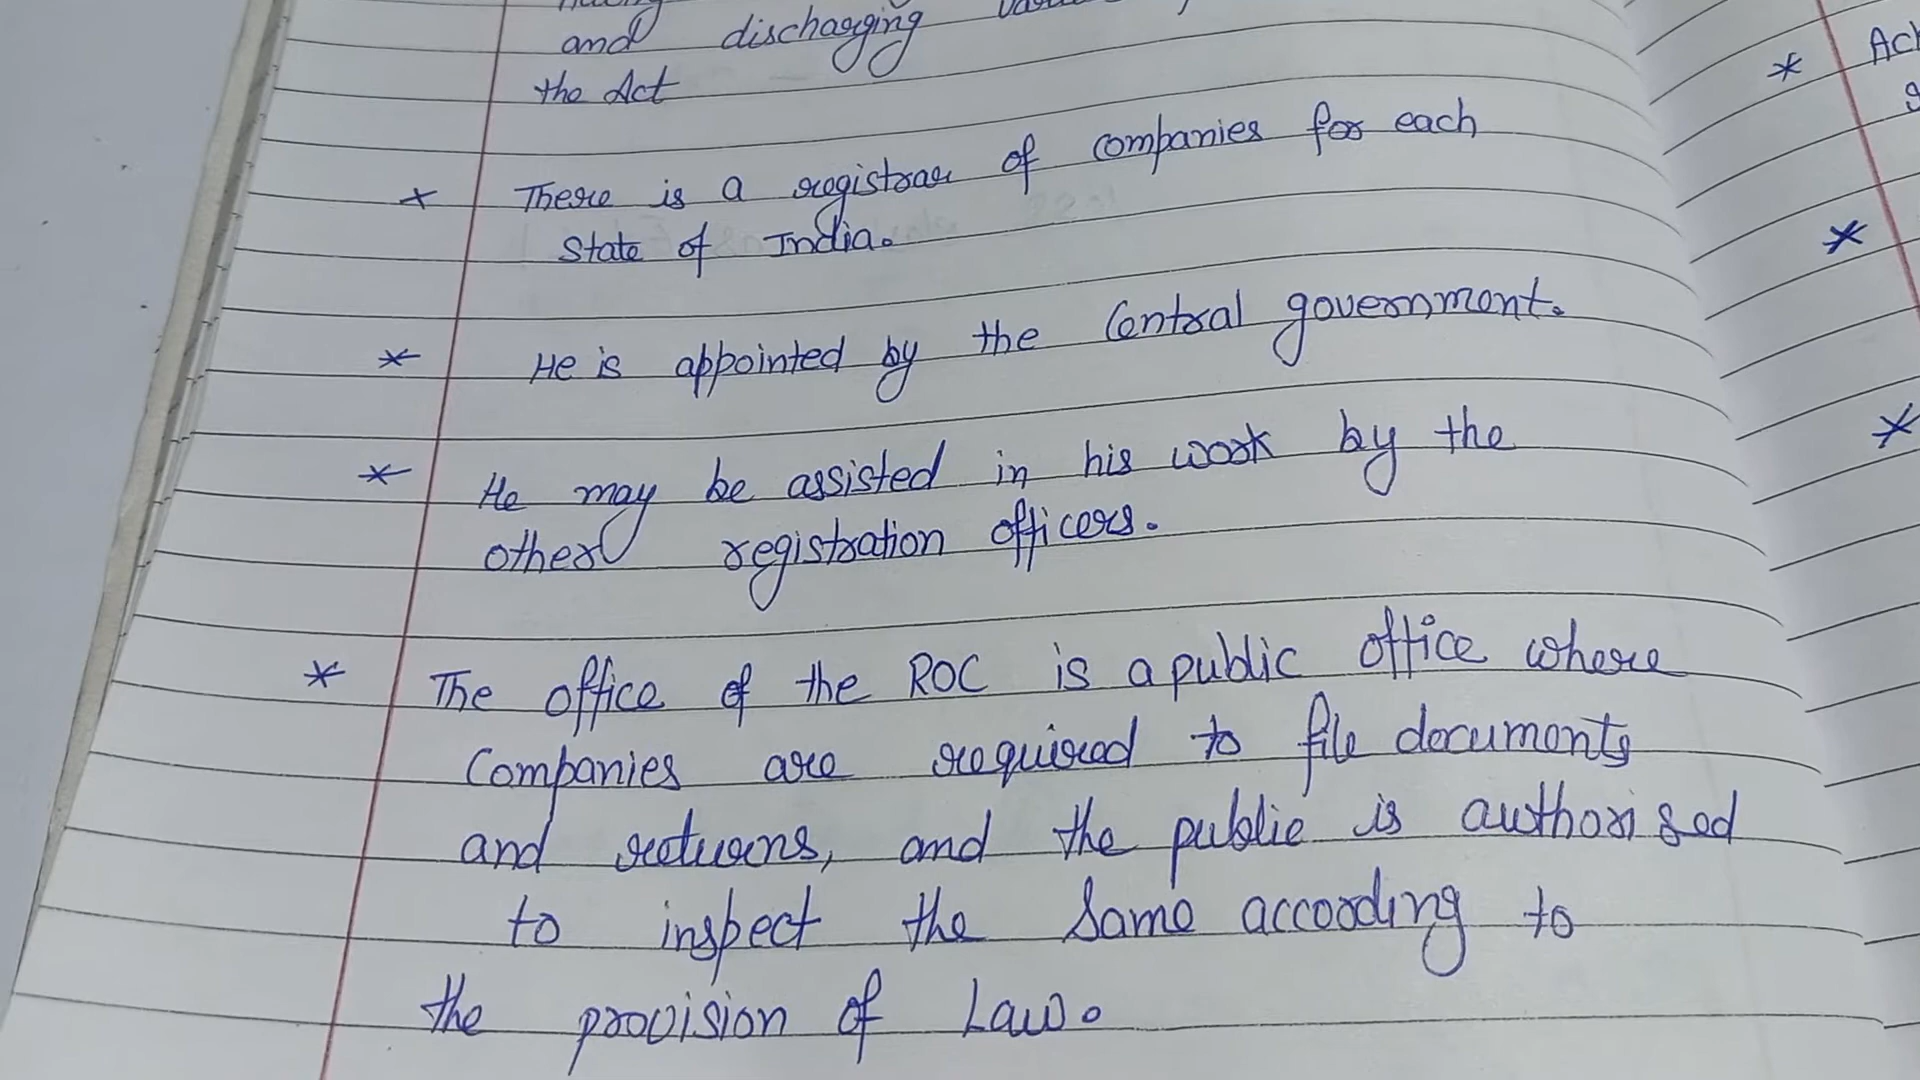 and discharging
the Act
* There is a registrar of companies for each
State of India.
* He is appointed by the Central government.
* He may be assisted in his work by the
other registration officers.
* The office of the ROC is a public office where
Companies are required to file documents
and returns, and the public is authorised
to inspect the same according to
the provision of Law.
*
*
*